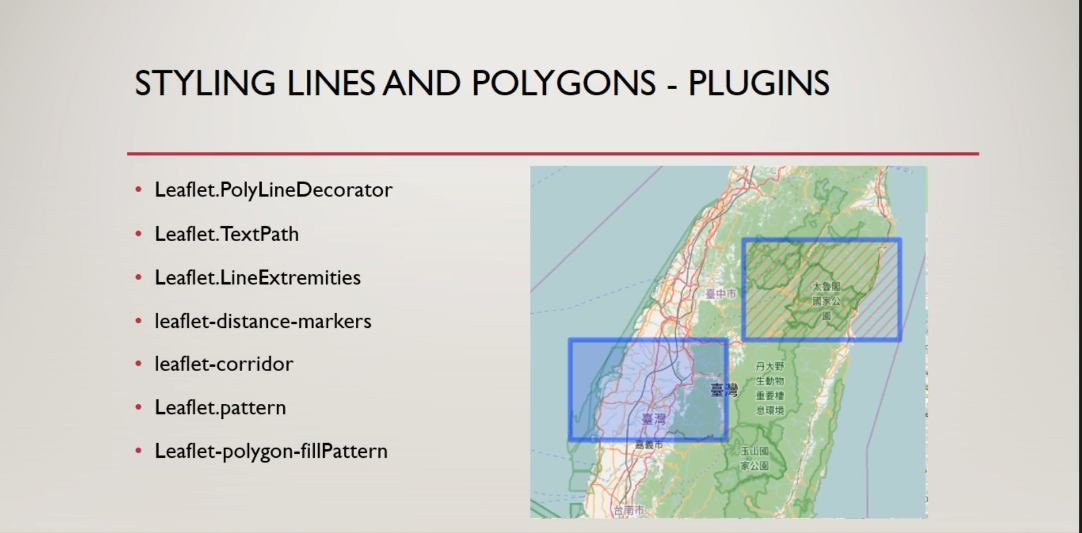 STYLING LINES AND POLYGONS - PLUGINS
Leaflet.PolyLineDecorator
Leaflet.TextPath
Leaflet.LineExtremities
leaflet-distance-markers
leaflet-corridor
Leaflet.pattern
Leaflet-polygon-fillPattern
臺中市
太魯閣
國家公
園
丹大野
生動物
重要棲
息環境
臺灣
臺灣
嘉義市
玉山國
家公園
台南市